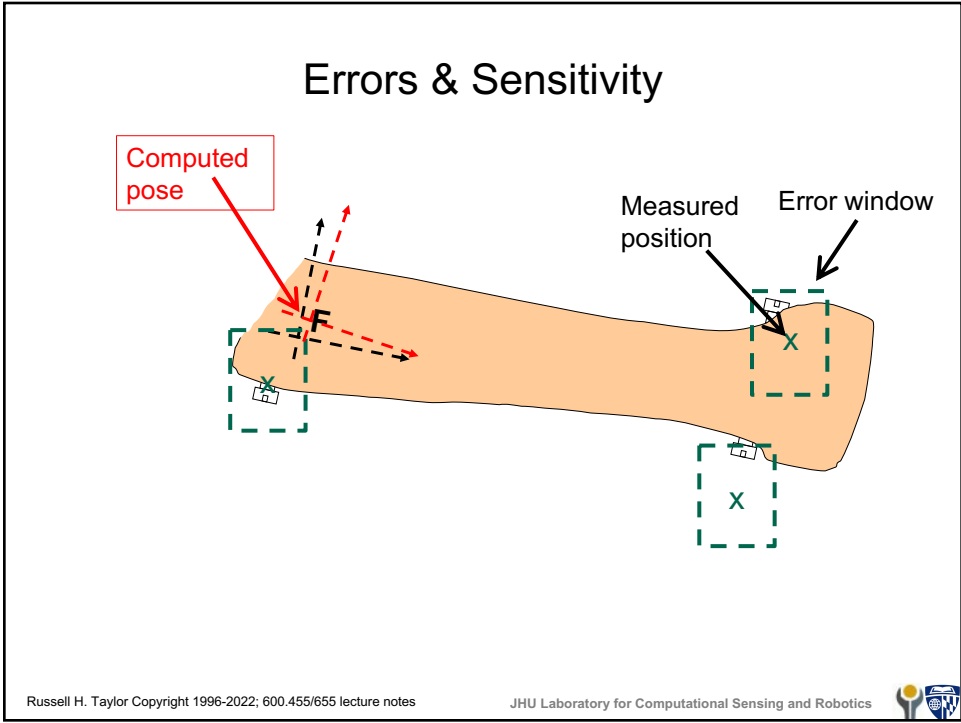 Errors & Sensitivity
Computed
pose
Measured
position
Error window
F
x
x
x
Russell H. Taylor Copyright 1996-2022; 600.455/655 lecture notes
JHU Laboratory for Computational Sensing and Robotics